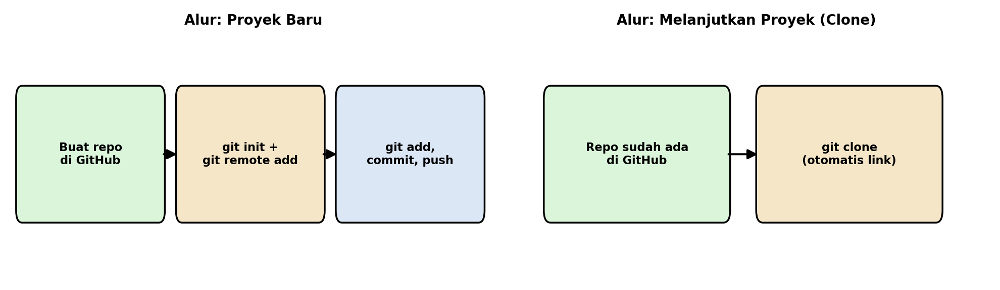 Alur: Proyek Baru
Buat repo
di GitHub
git init +
git remote add
git add,
commit, push
Alur: Melanjutkan Proyek (Clone)
Repo sudah ada
di GitHub
git clone
(otomatis link)